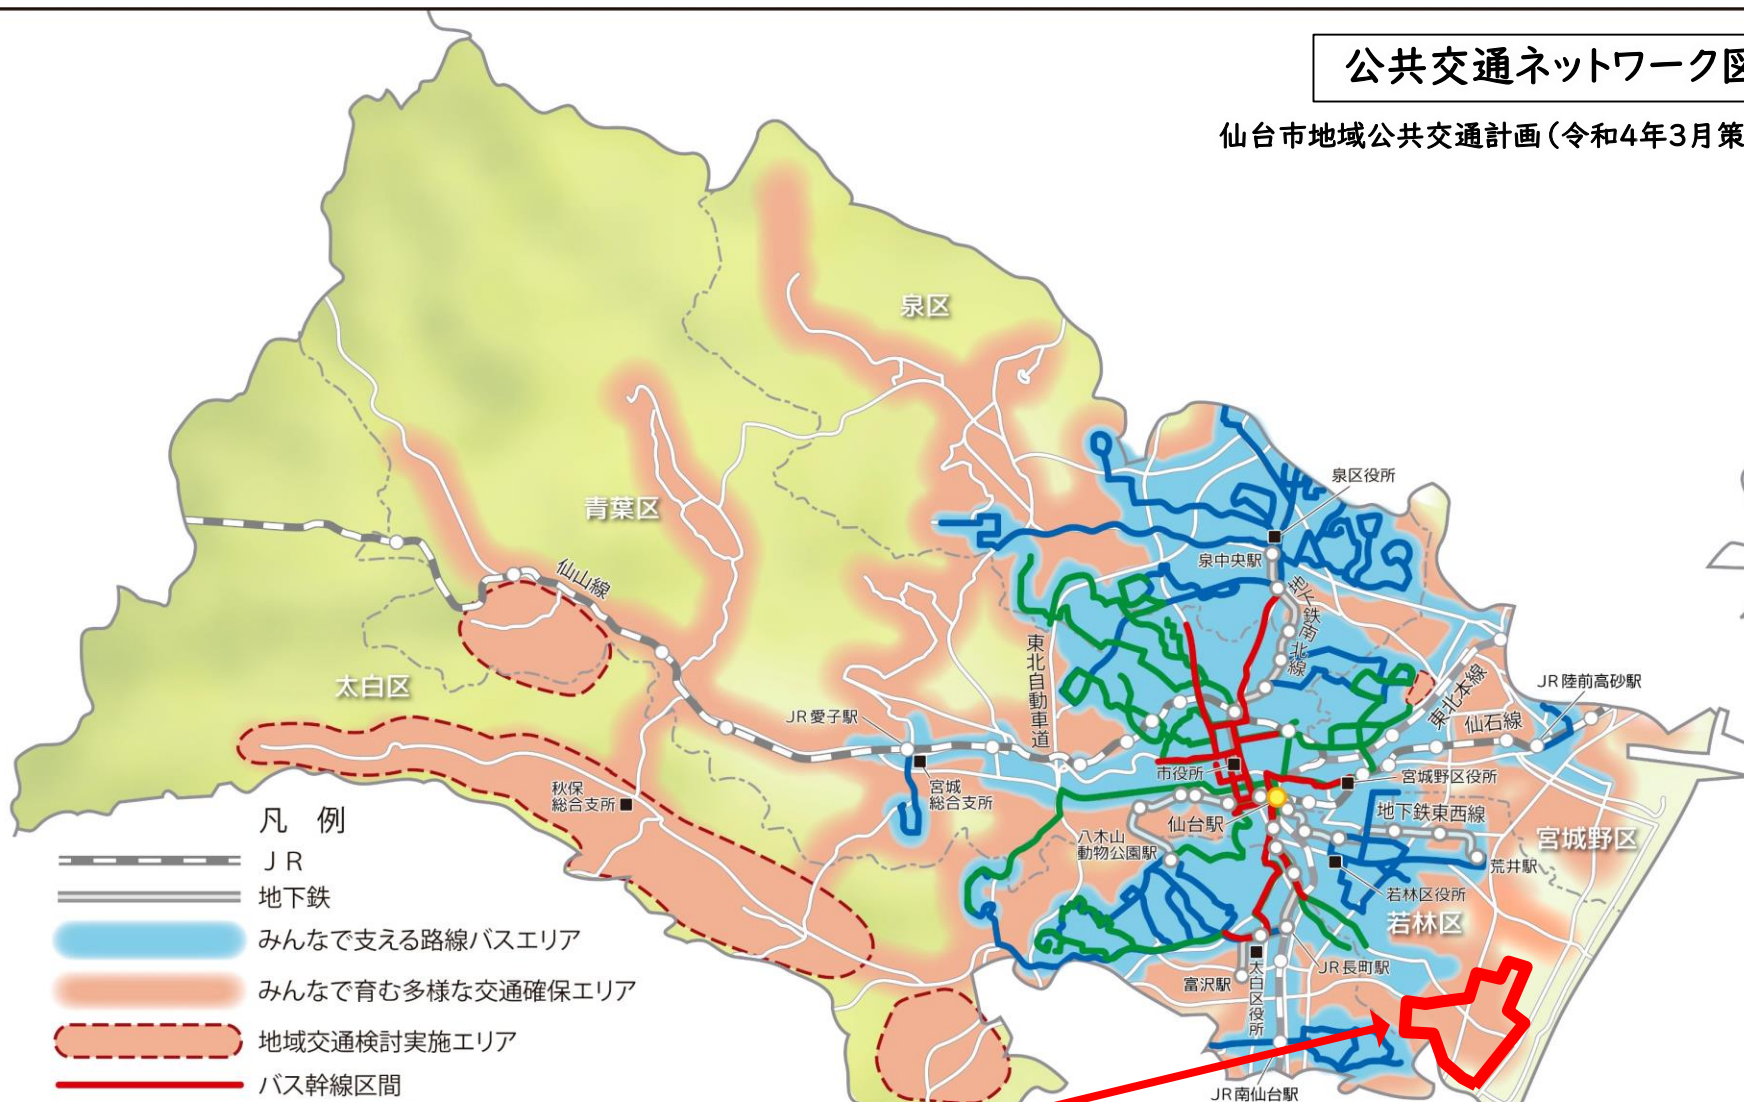 公共交通ネットワーク図
仙台市地域公共交通計画（令和4年3月策
泉区
泉区役所
青葉区
泉中央駅
仙山線
地下鉄南北線
東北自動車道
太白区
JR愛子駅
東北本線
JR陸前高砂駅
仙石線
市役所
宮城野区役所
秋保
総合支所
宮城
総合支所
地下鉄東西線
仙台駅
八木山
動物公園駅
宮城野区
荒井駅
若林区役所
若林区
JR長町駅
富沢駅
太白区役所
JR南仙台駅
凡 例
JR
地下鉄
みんなで支える路線バスエリア
みんなで育む多様な交通確保エリア
地域交通検討実施エリア
バス幹線区間